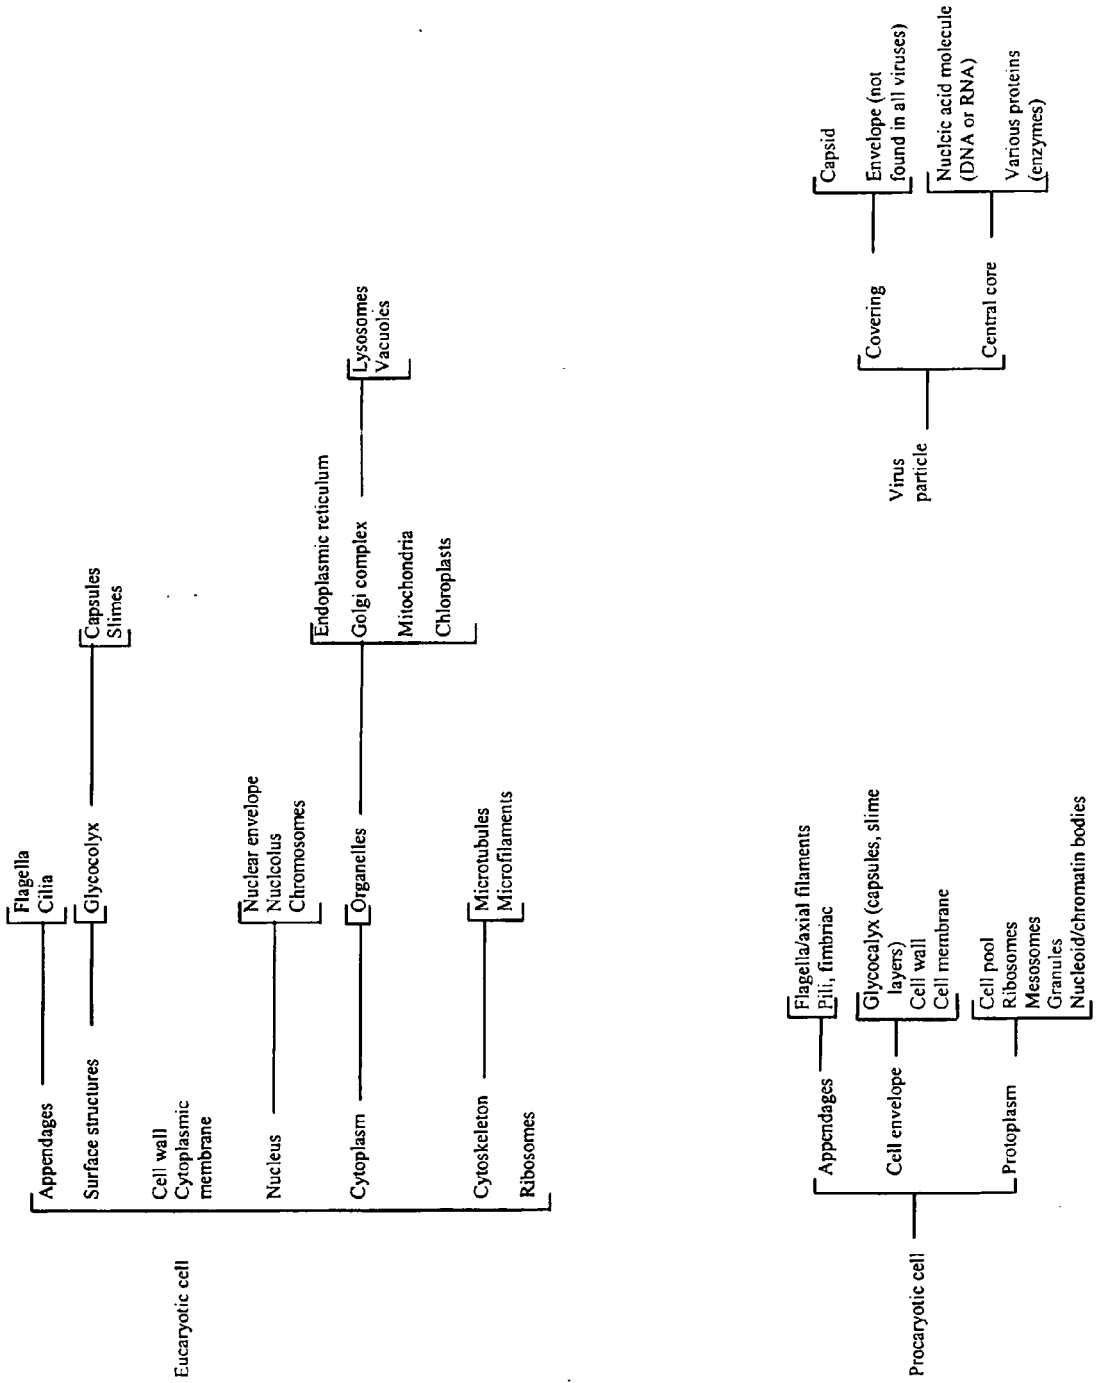 Eucaryotic cell
Appendages
Flagella
Cilia
Surface structures
Glycocolyx
Capsules
Slimes
Cell wall
Cytoplasmic
membrane
Nucleus
Nuclear envelope
Nucleolus
Chromosomes
Cytoplasm
Organelles
Endoplasmic reticulum
Golgi complex
Lysosomes
Vacuoles
Mitochondria
Chloroplasts
Cytoskeleton
Microtubules
Microfilaments
Ribosomes
Procaryotic cell
Appendages
Flagella/axial filaments
Pili, fimbriae
Cell envelope
Glycocalyx (capsules, slime
layers)
Cell wall
Cell membrane
Protoplasm
Cell pool
Ribosomes
Mesosomes
Granules
Nucleoid/chromatin bodies
Virus
particle
Covering
Capsid
Envelope (not
found in all viruses)
Central core
Nucleic acid molecule
(DNA or RNA)
Various proteins
(enzymes)